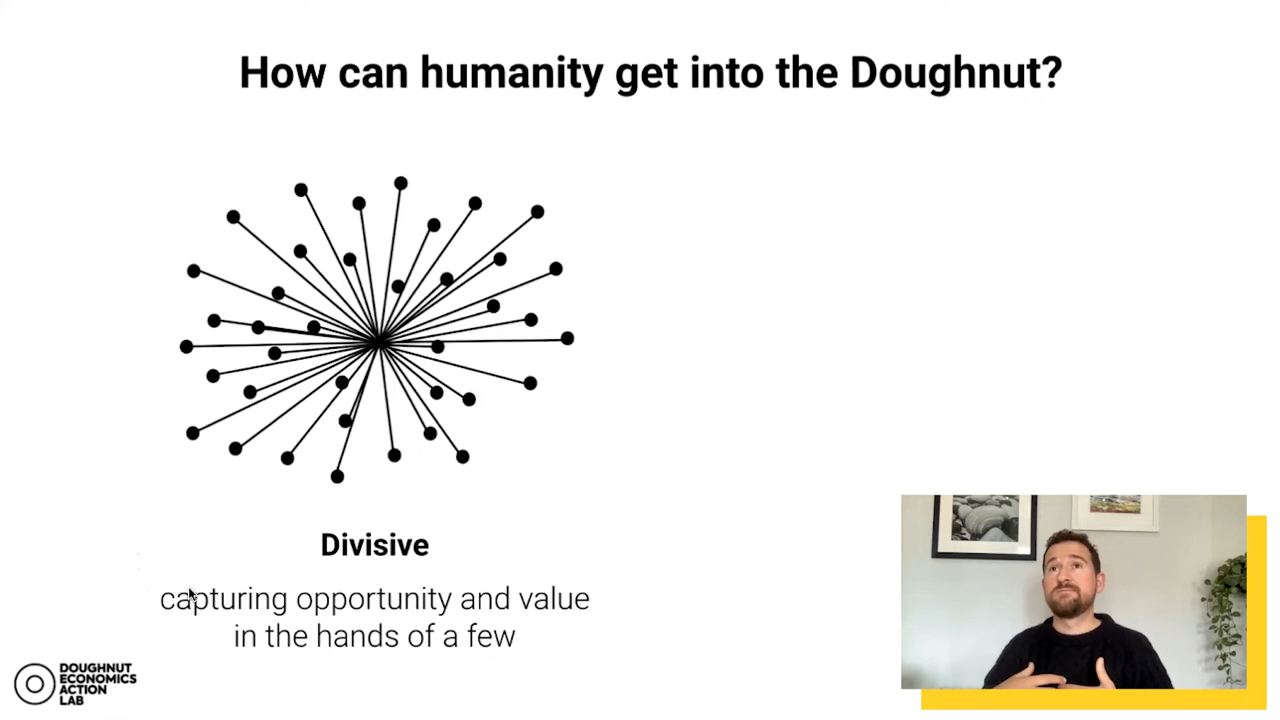 How can humanity get into the Doughnut?
Divisive
capturing opportunity and value
in the hands of a few
DOUGHNUT
ECONOMICS
ACTION
LAB